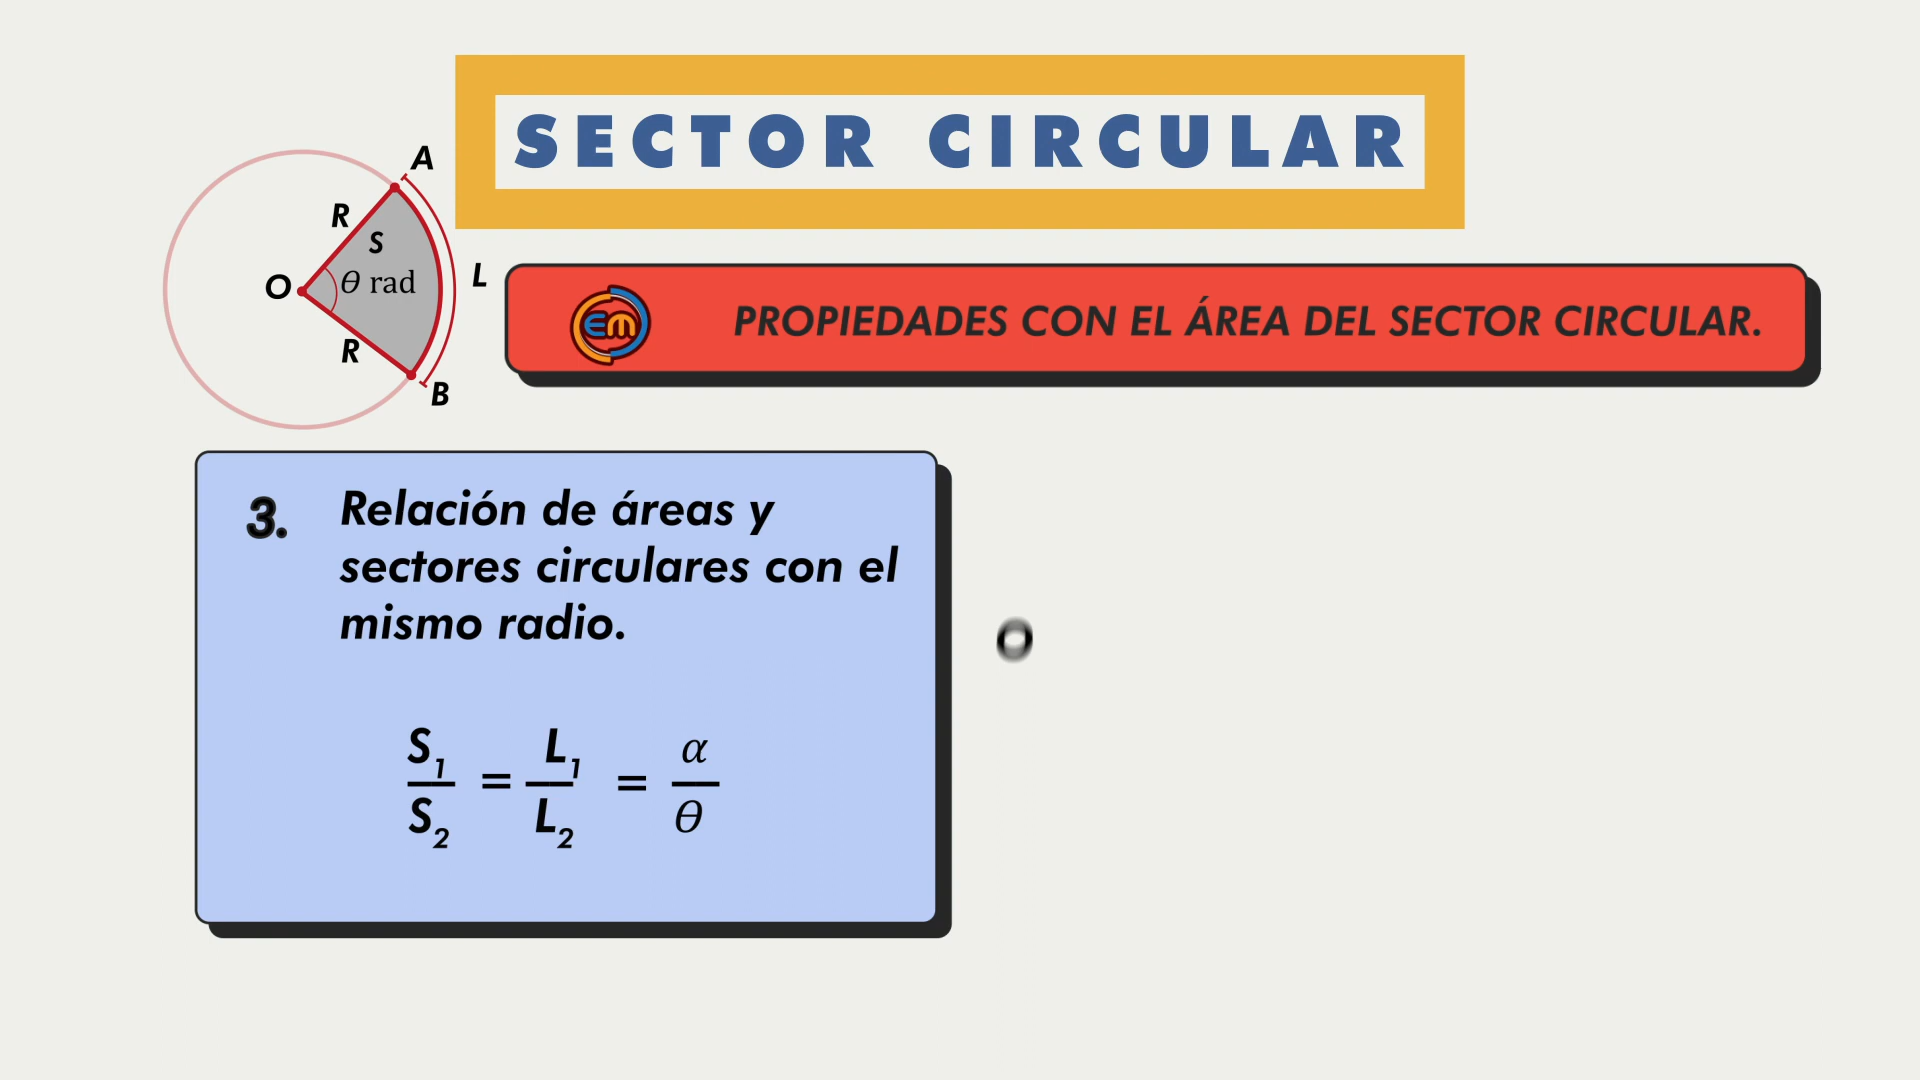 SECTOR CIRCULAR
A
R
S
O
θ rad
L
R
B
em
PROPIEDADES CON EL ÁREA DEL SECTOR CIRCULAR.
3. Relación de áreas y
sectores circulares con el
mismo radio.
S₁/S₂ = L₁/L₂ = α/θ
O